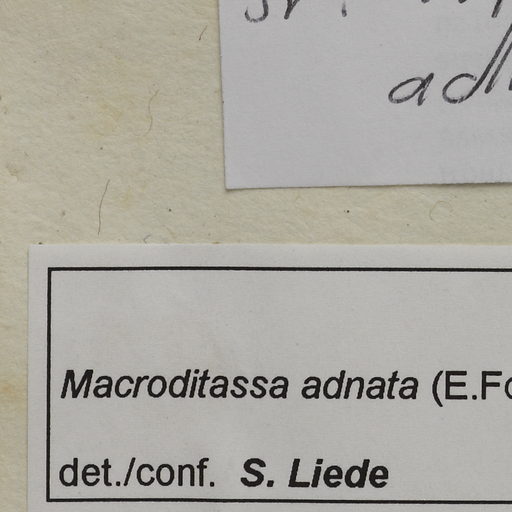 Macroditassa adnata (E.Fo
det./conf. S. Liede